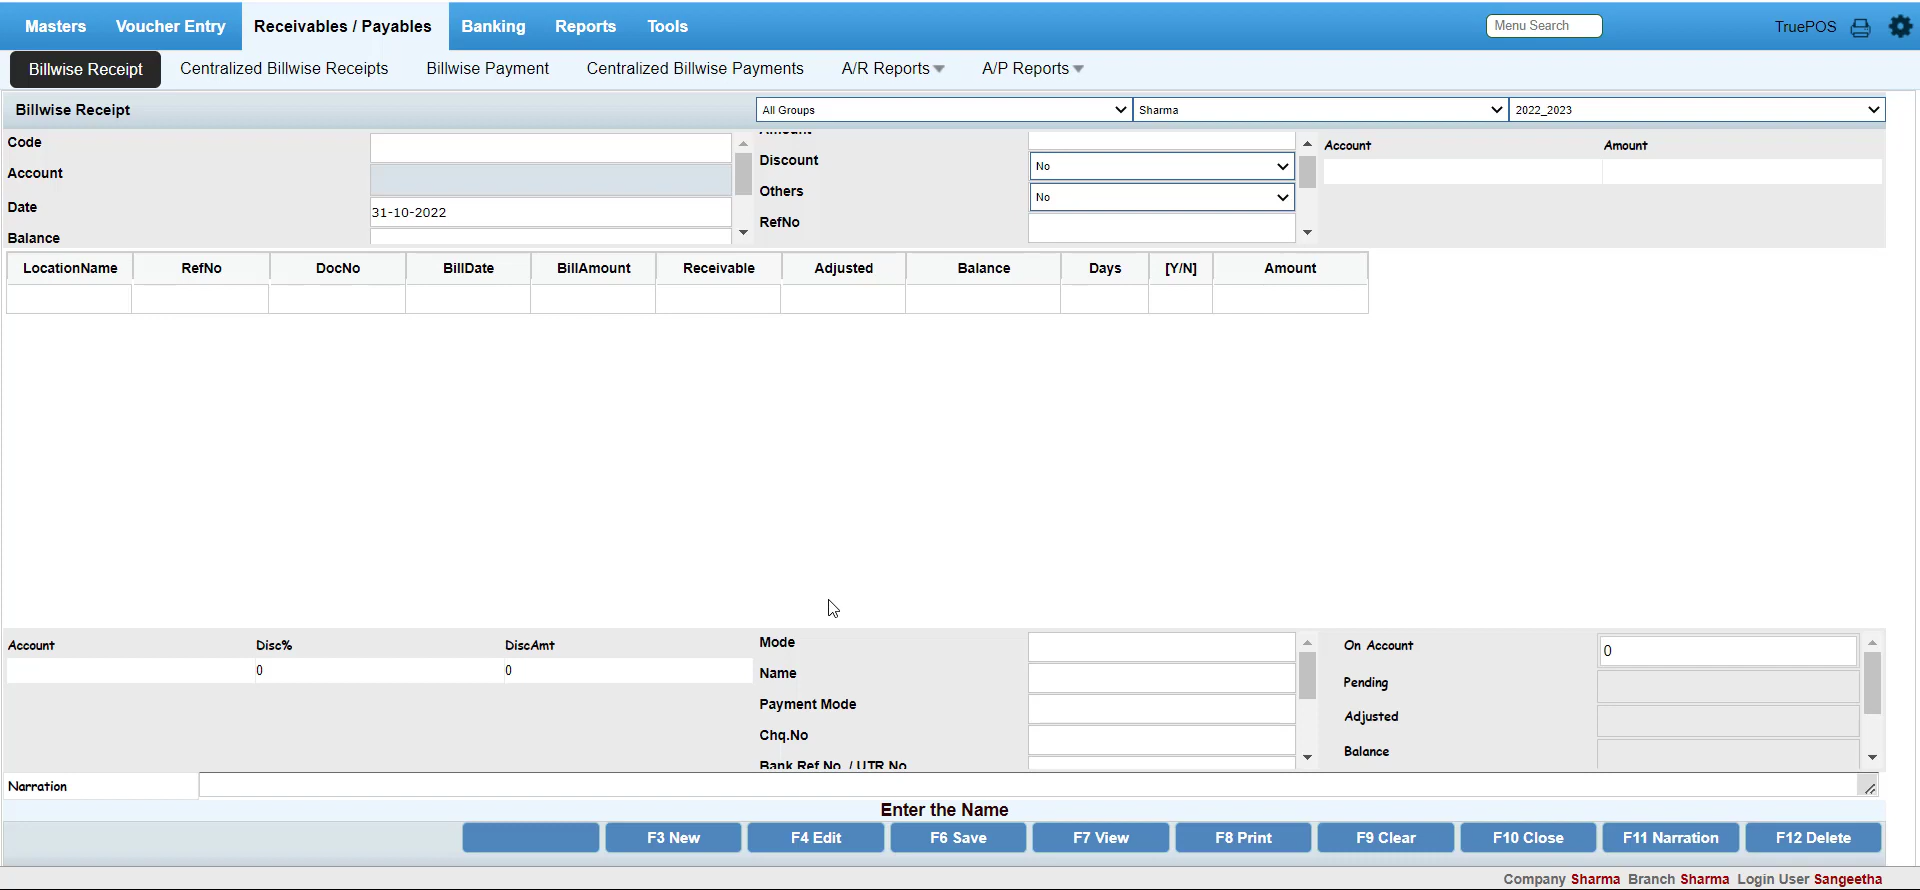 Masters Voucher Entry Receivables / Payables Banking Reports Tools Menu Search TruePOS
Billwise Receipt Centralized Billwise Receipts Billwise Payment Centralized Billwise Payments A/R Reports A/P Reports
Billwise Receipt All Groups Sharma 2022_2023
Code Amount Account Amount
Account Discount No
Date 31-10-2022 Others No
Balance RefNo
LocationName RefNo DocNo BillDate BillAmount Receivable Adjusted Balance Days [Y/N] Amount
Account Disc% DiscAmt Mode On Account 0
0 0 Name Pending
Payment Mode Adjusted
Chq.No Balance
Bank Ref No. / UTR No
Narration
Enter the Name
F3 New F4 Edit F6 Save F7 View F8 Print F9 Clear F10 Close F11 Narration F12 Delete
Company Sharma Branch Sharma Login User Sangeetha